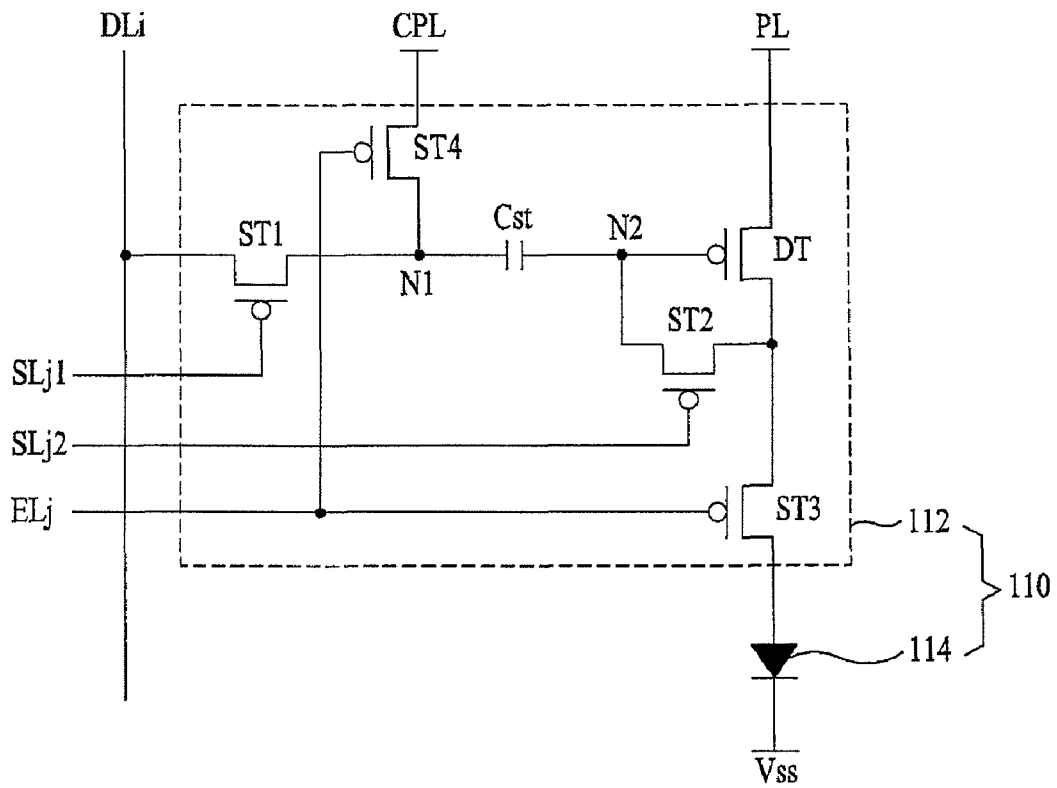 DLi CPL PL
ST4
ST1 Cst N2
DT
N1
ST2
SLj1
SLj2
ELj ST3
112
110
114
Vss